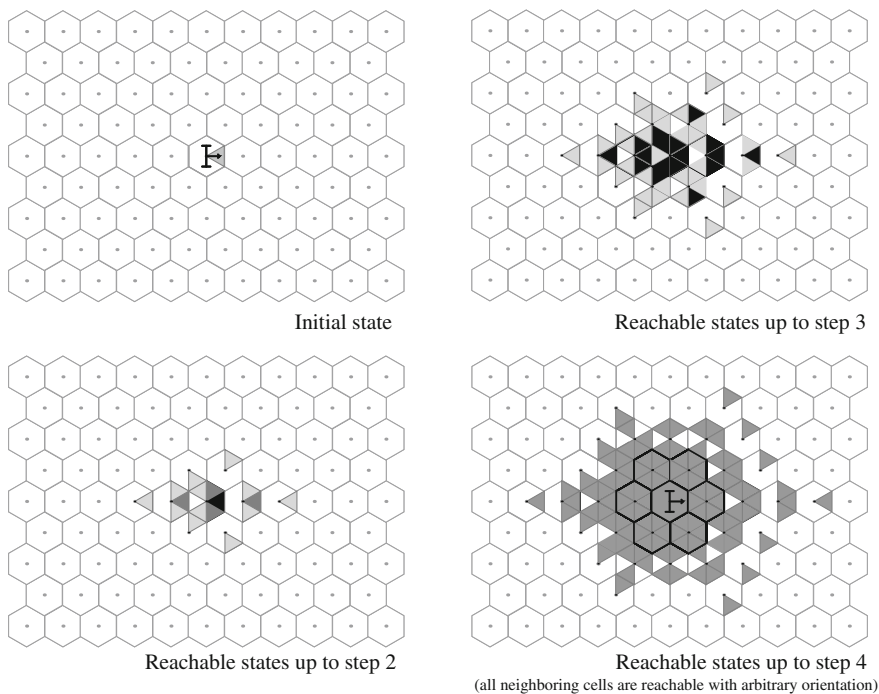 Initial state
Reachable states up to step 3
Reachable states up to step 2
Reachable states up to step 4
(all neighboring cells are reachable with arbitrary orientation)